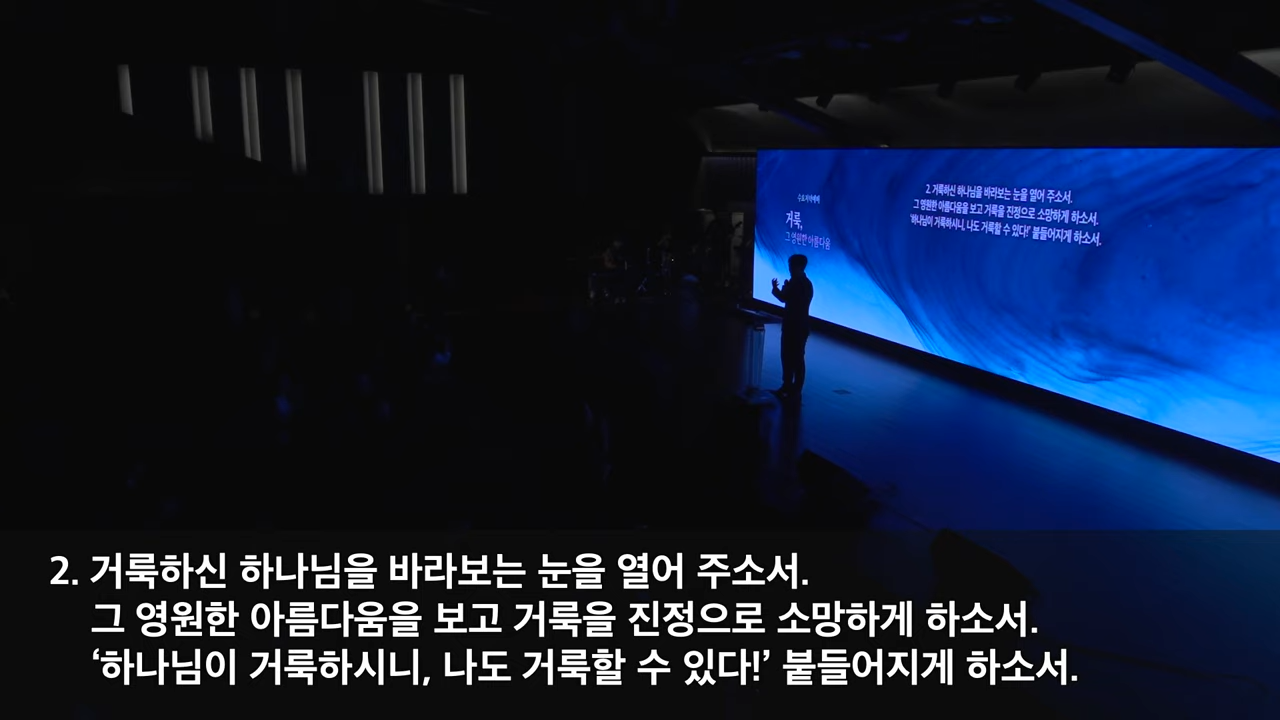 수요저녁예배
거룩,
그 영원한 아름다움
2. 거룩하신 하나님을 바라보는 눈을 열어 주소서.
그 영원한 아름다움을 보고 거룩을 진정으로 소망하게 하소서.
'하나님이 거룩하시니, 나도 거룩할 수 있다!' 붙들어지게 하소서.
2. 거룩하신 하나님을 바라보는 눈을 열어 주소서.
그 영원한 아름다움을 보고 거룩을 진정으로 소망하게 하소서.
‘하나님이 거룩하시니, 나도 거룩할 수 있다!’ 붙들어지게 하소서.